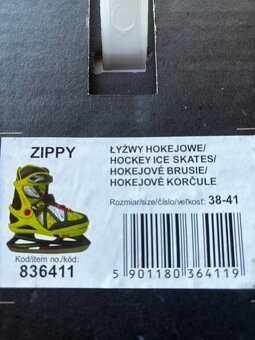 ZIPPY
ŁYŻWY HOKEJOWE/
HOCKEY ICE SKATES/
HOKEJOVÉ BRUSIE/
HOKEJOVÉ KORČULE
Rozmiar/size/číslo/veľkosť: 38-41
Kod/item no./kód:
836411
5 901180 364119